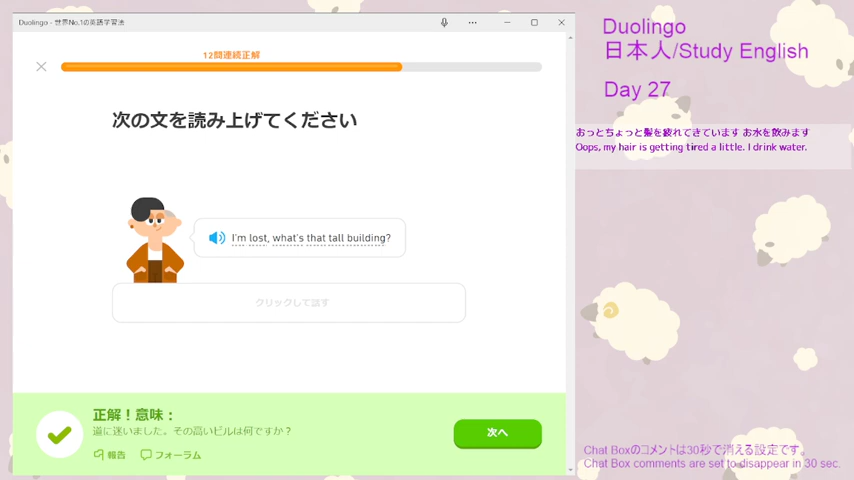 Duolingo - 世界No.1の英語学習法
12問連続正解
次の文を読み上げてください
I'm lost, what's that tall building?
クリックして話す
正解！意味：
道に迷いました。その高いビルは何ですか？
報告
フォーラム
次へ
Duolingo
日本人/Study English
Day 27
おっとちょっと髪を疲れてきています お水を飲みます
Oops, my hair is getting tired a little. I drink water.
Chat Boxのコメントは30秒で消える設定です
Chat Box comments are set to disappear in 30 sec.